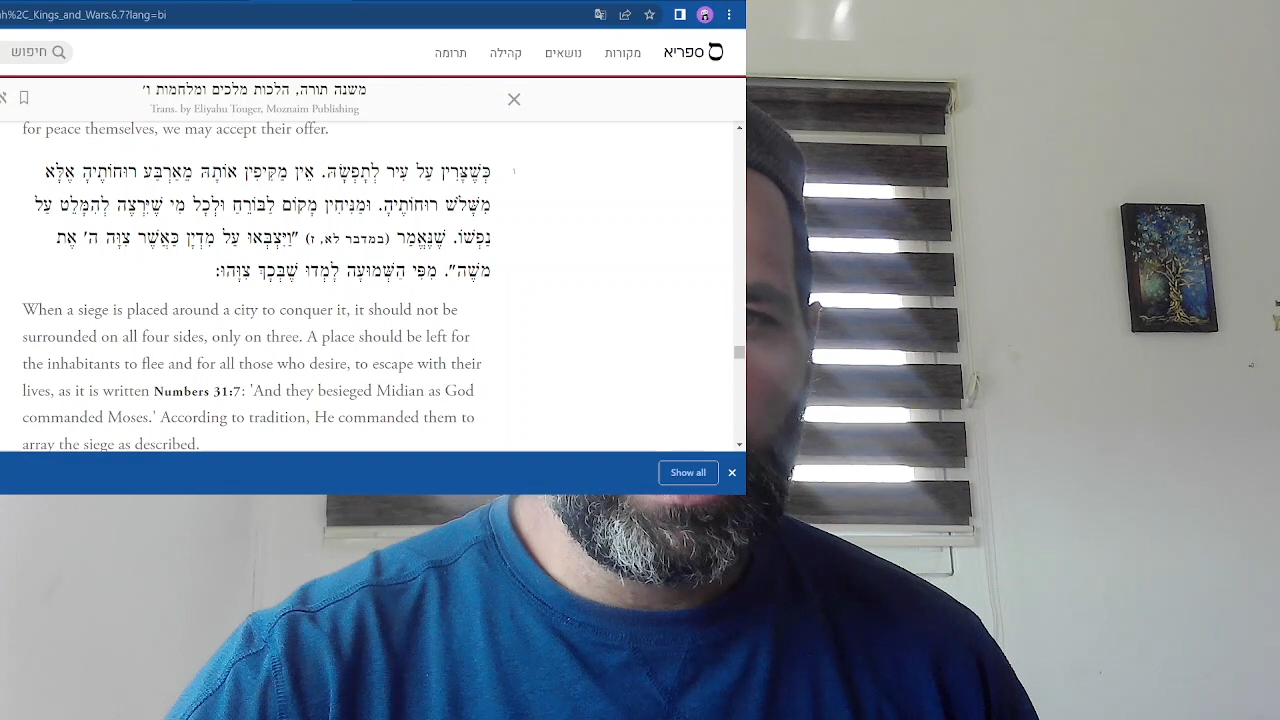 ah%2C_Kings_and_Wars.6.7?lang=bi
ספריא
מקורות
נושאים
קהילה
תרומה
חיפוש
משנה תורה, הלכות מלכים ומלחמות ו׳
Trans. by Eliyahu Touger, Moznaim Publishing
for peace themselves, we may accept their offer.
כְּשֶׁצָּרִין עַל עִיר לְתָפְשָׂהּ. אֵין מַקִּיפִין אוֹתָהּ מֵאַרְבַּע רוּחוֹתֶיהָ אֶלָּא
מִשָּׁלֹשׁ רוּחוֹתֶיהָ. וּמַנִּיחִין מָקוֹם לַבּוֹרֵחַ וּלְכָל מִי שֶׁיִּרְצֶה לְהִמָּלֵט עַל
נַפְשׁוֹ. שֶׁנֶּאֱמַר (במדבר לא, ז) "וַיִּצְבְּאוּ עַל מִדְיָן כַּאֲשֶׁר צִוָּה ה׳ אֶת
משֶׁה". מִפִּי הַשְּׁמוּעָה לָמְדוּ שֶׁבְּכָךְ צִוָּהוּ:
When a siege is placed around a city to conquer it, it should not be
surrounded on all four sides, only on three. A place should be left for
the inhabitants to flee and for all those who desire, to escape with their
lives, as it is written Numbers 31:7: 'And they besieged Midian as God
commanded Moses.' According to tradition, He commanded them to
array the siege as described.
Show all